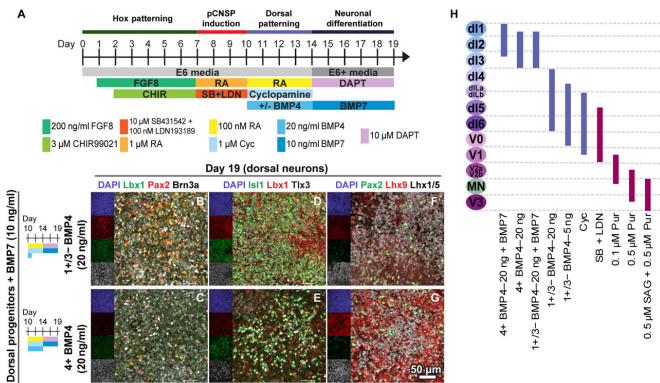 A
Hox patterning
pCNSP induction
Dorsal patterning
Neuronal differentiation
Day
0 1 2 3 4 5 6 7 8 9 10 11 12 13 14 15 16 17 18 19
E6 media
E6+ media
FGF8
RA
RA
DAPT
CHIR
SB+LDN
Cyclopamine
+/- BMP4
BMP7
200 ng/ml FGF8
10 µM SB431542 + 100 nM LDN193189
100 nM RA
20 ng/ml BMP4
10 µM DAPT
3 µM CHIR99021
1 µM RA
1 µM Cyc
10 ng/ml BMP7
Day 19 (dorsal neurons)
DAPI Lbx1 Pax2 Brn3a
DAPI Isl1 Lbx1 Tlx3
DAPI Pax2 Lhx9 Lhx1/5
Dorsal progenitors + BMP7 (10 ng/ml)
Day
10 14 19
1+/3− BMP4
(20 ng/ml)
B
D
F
Day
10 14 19
4+ BMP4
(20 ng/ml)
C
E
G
50 µm
H
dI1
dI2
dI3
dI4
dILa
dILb
dI5
dI6
V0
V1
V2a
V2b
MN
V3
4+ BMP4–20 ng + BMP7
4+ BMP4–20 ng
1+/3− BMP4–20 ng + BMP7
1+/3− BMP4–20 ng
1+/3− BMP4–5 ng
Cyc
SB + LDN
0.1 µM Pur
0.5 µM Pur
0.5 µM SAG + 0.5 µM Pur